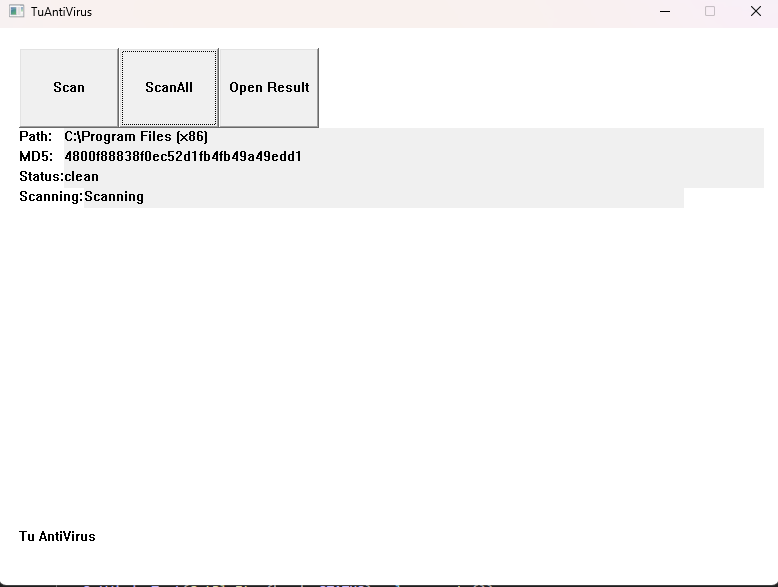 TuAntiVirus
Scan ScanAll Open Result
Path: C:\Program Files (x86)
MD5: 4800f88838f0ec52d1fb4fb49a49edd1
Status:clean
Scanning:Scanning
Tu AntiVirus